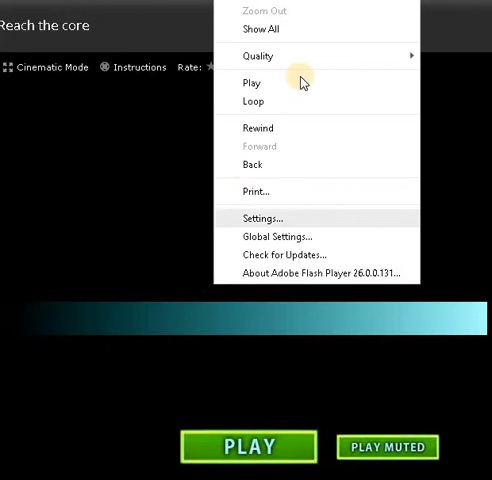 Zoom Out
Reach the core
Show All
Quality
Cinematic Mode
Instructions
Rate:
Play
Loop
Rewind
Forward
Back
Print...
Settings...
Global Settings...
Check for Updates...
About Adobe Flash Player 26.0.0.131...
PLAY
PLAY MUTED